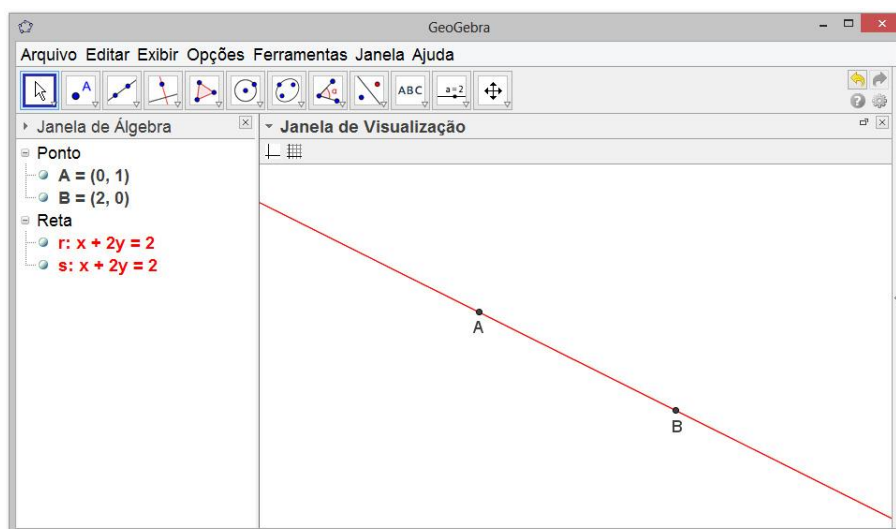 GeoGebra
Arquivo Editar Exibir Opções Ferramentas Janela Ajuda
A α ABC a=2
Janela de Álgebra
Janela de Visualização
Ponto
A = (0, 1)
B = (2, 0)
Reta
r: x + 2y = 2
s: x + 2y = 2
A
B